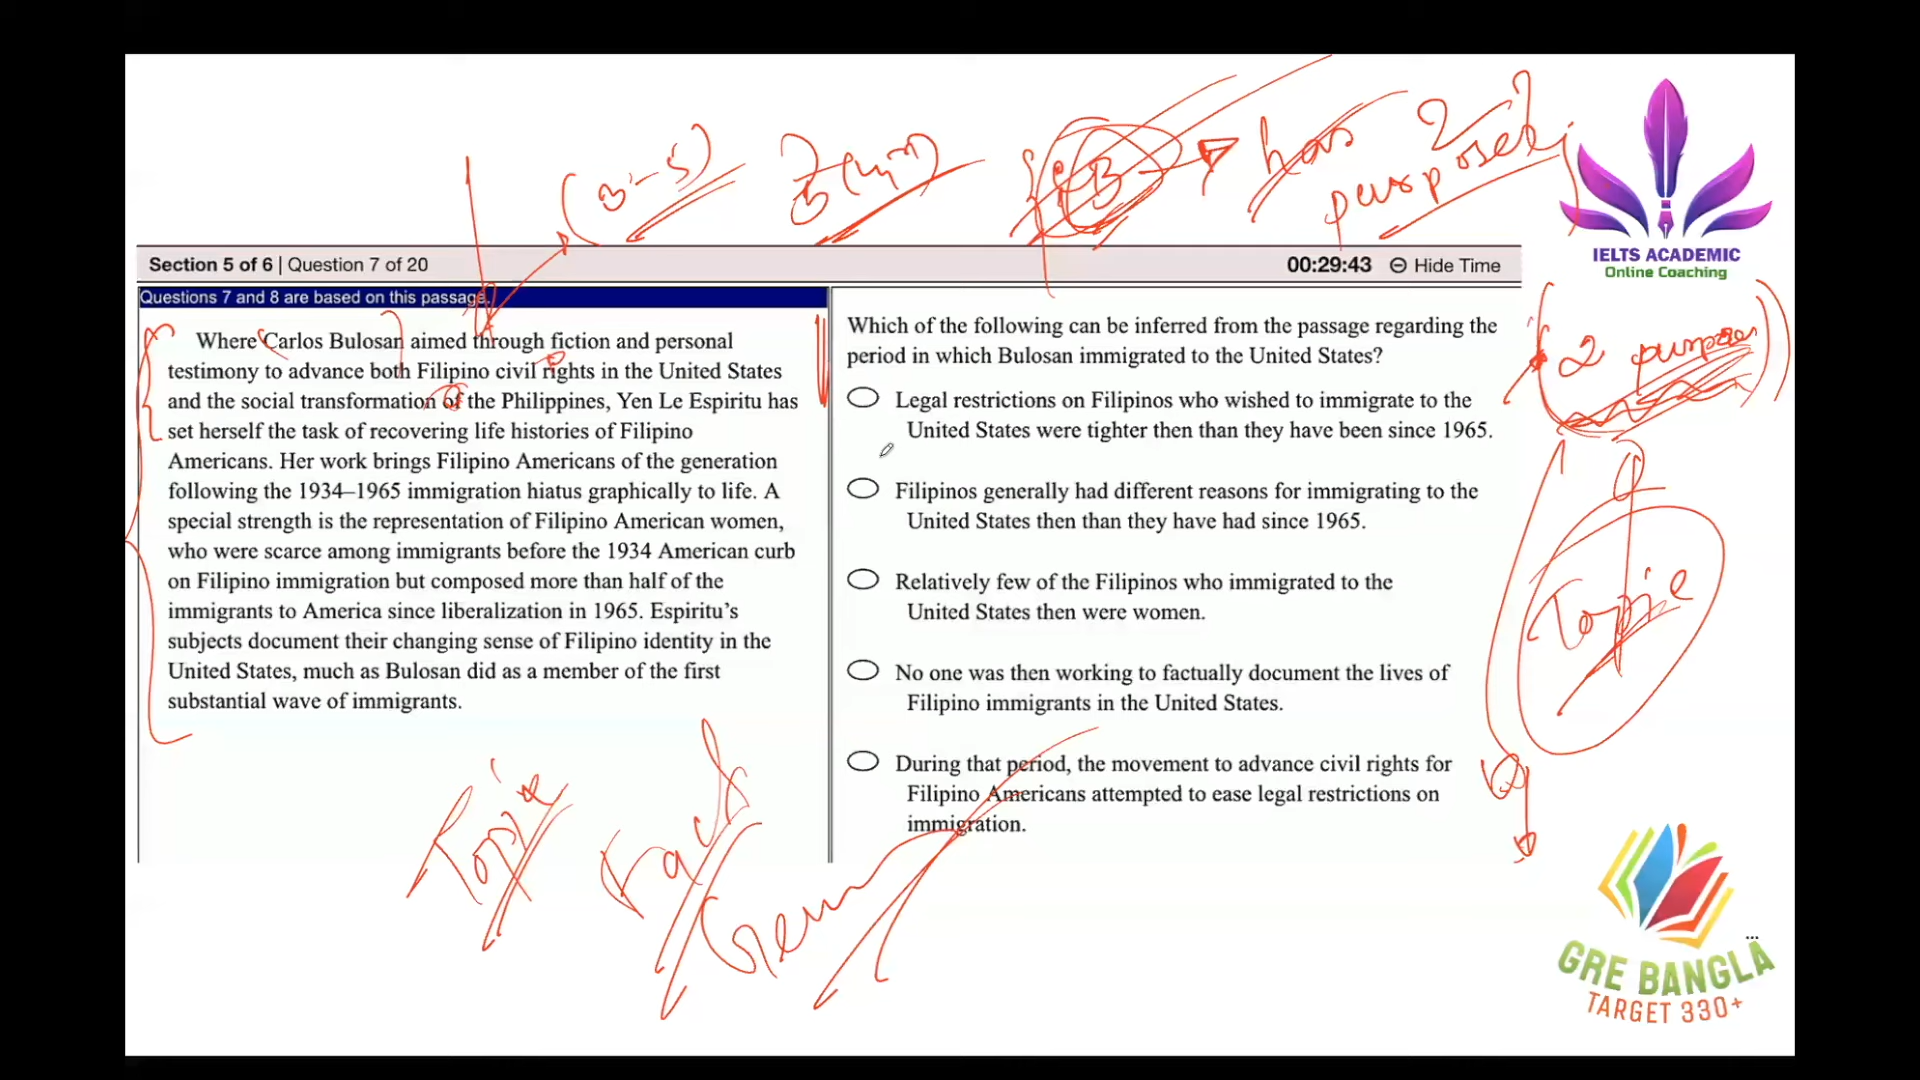 (3-5)
CB
has 2
purposes
IELTS ACADEMIC
Online Coaching
Section 5 of 6 | Question 7 of 20
00:29:43 Hide Time
Questions 7 and 8 are based on this passage.
Where Carlos Bulosan aimed through fiction and personal
testimony to advance both Filipino civil rights in the United States
and the social transformation of the Philippines, Yen Le Espiritu has
set herself the task of recovering life histories of Filipino
Americans. Her work brings Filipino Americans of the generation
following the 1934–1965 immigration hiatus graphically to life. A
special strength is the representation of Filipino American women,
who were scarce among immigrants before the 1934 American curb
on Filipino immigration but composed more than half of the
immigrants to America since liberalization in 1965. Espiritu’s
subjects document their changing sense of Filipino identity in the
United States, much as Bulosan did as a member of the first
substantial wave of immigrants.
Which of the following can be inferred from the passage regarding the
period in which Bulosan immigrated to the United States?
Legal restrictions on Filipinos who wished to immigrate to the
United States were tighter then than they have been since 1965.
Filipinos generally had different reasons for immigrating to the
United States then than they have had since 1965.
Relatively few of the Filipinos who immigrated to the
United States then were women.
No one was then working to factually document the lives of
Filipino immigrants in the United States.
During that period, the movement to advance civil rights for
Filipino Americans attempted to ease legal restrictions on
immigration.
2 purposes
Topic
Topic
Fact
GRE BANGLA
TARGET 330+